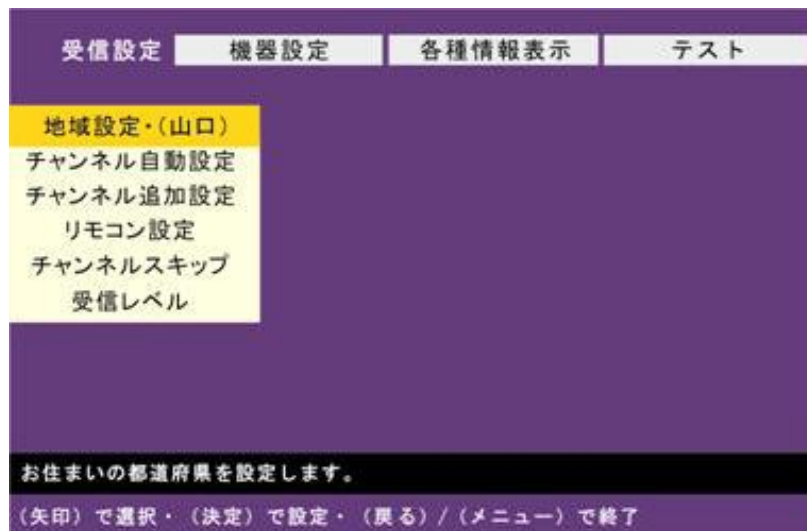 受信設定 機器設定 各種情報表示 テスト
地域設定・(山口)
チャンネル自動設定
チャンネル追加設定
リモコン設定
チャンネルスキップ
受信レベル
お住まいの都道府県を設定します。
(矢印)で選択・(決定)で設定・(戻る)/(メニュー)で終了